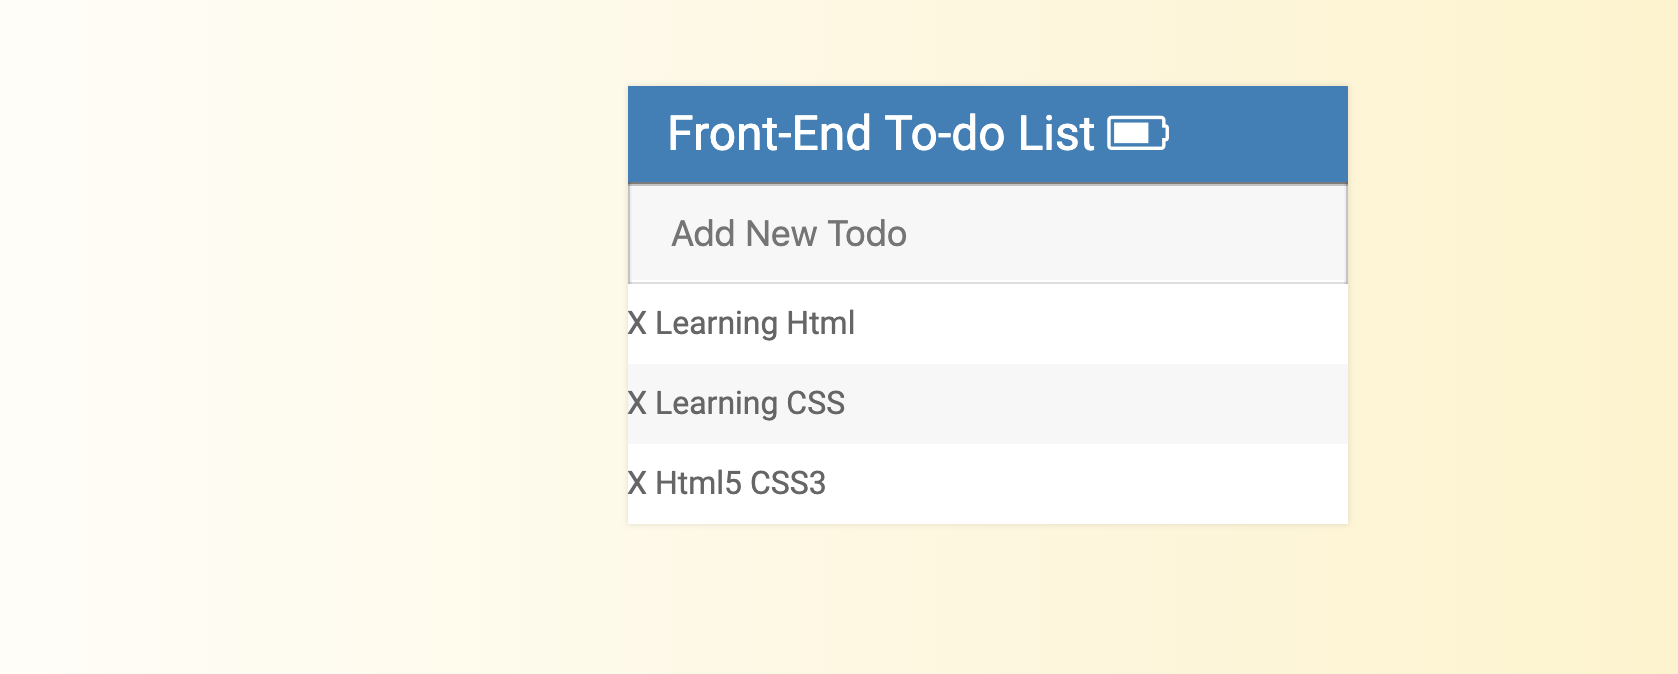 Front-End To-do List
Add New Todo
X Learning Html
X Learning CSS
X Html5 CSS3